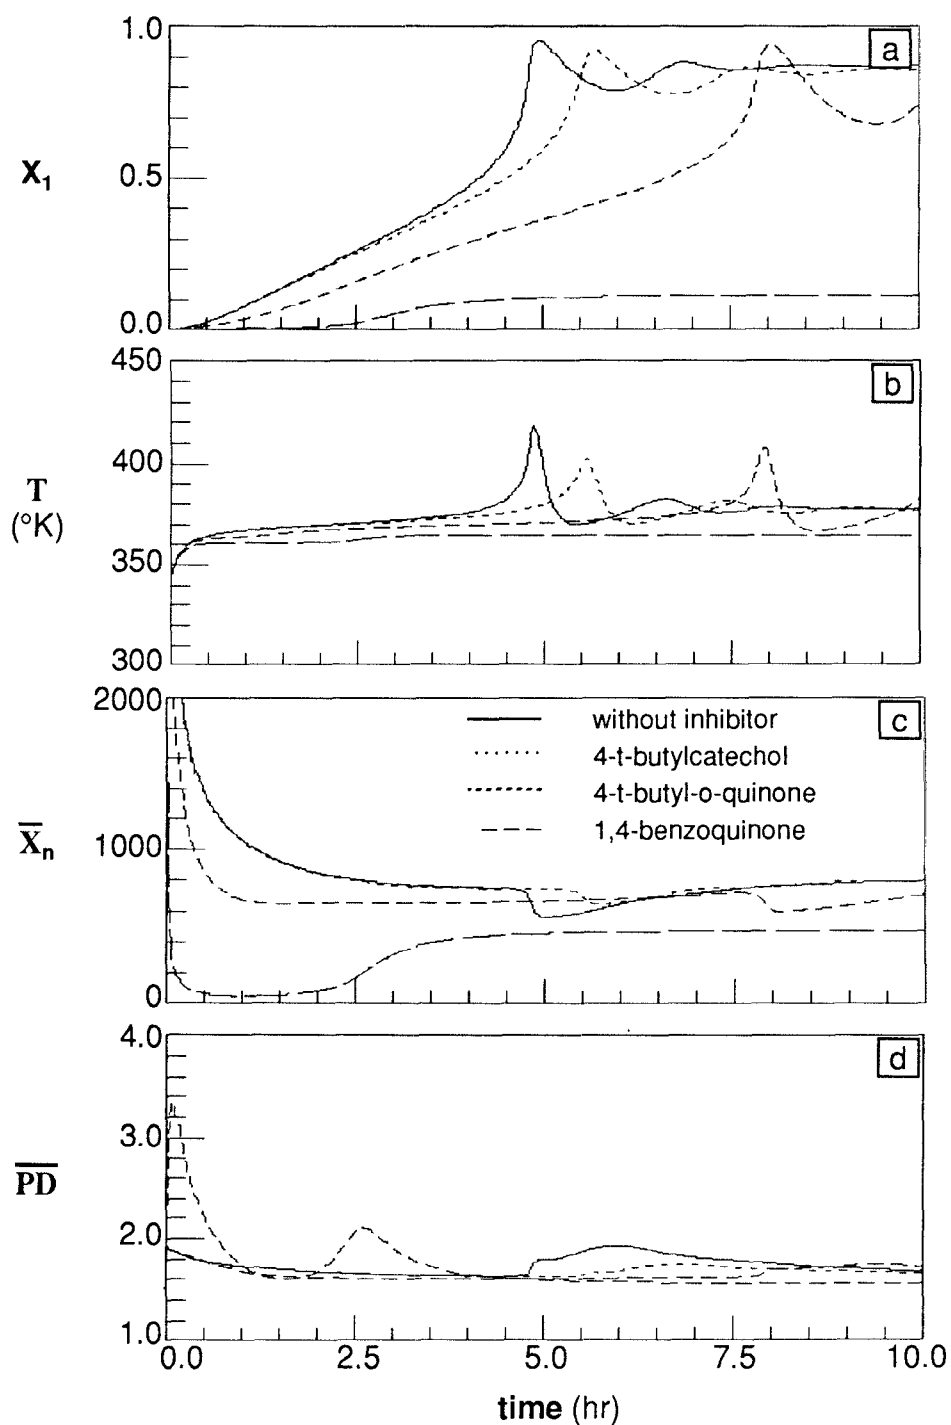 1.0
a
X₁
0.5
0.0
450
b
400
T
(°K)
350
300
2000
c
without inhibitor
4-t-butylcatechol
4-t-butyl-o-quinone
1,4-benzoquinone
X̅ₙ
1000
0
4.0
d
3.0
P̅D̅
2.0
1.0
0.0 2.5 5.0 7.5 10.0
time (hr)